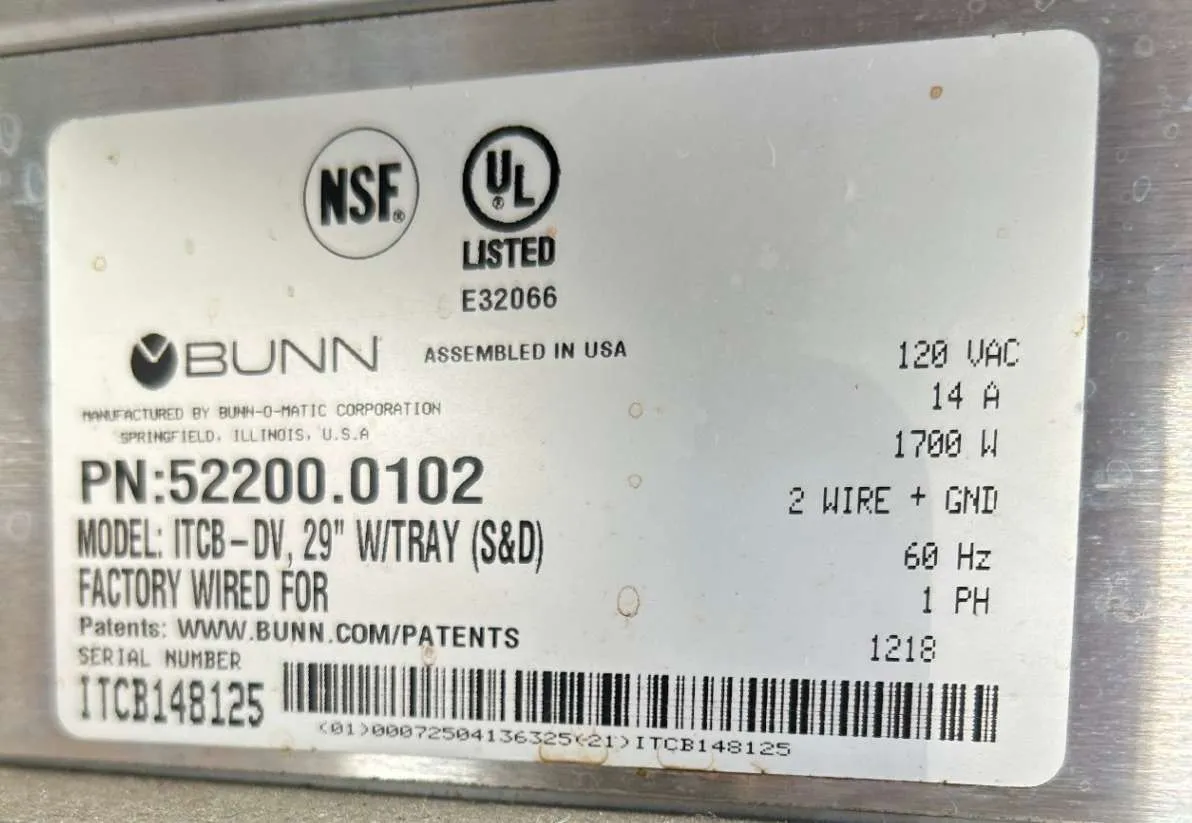 NSF®
UL®
LISTED
E32066
BUNN ASSEMBLED IN USA
MANUFACTURED BY BUNN-O-MATIC CORPORATION
SPRINGFIELD, ILLINOIS, U.S.A
PN:52200.0102
MODEL: ITCB-DV, 29" W/TRAY (S&D)
FACTORY WIRED FOR
Patents: WWW.BUNN.COM/PATENTS
SERIAL NUMBER
ITCB148125
(01)00072504136325(21)ITCB148125
120 VAC
14 A
1700 W
2 WIRE + GND
60 Hz
1 PH
1218